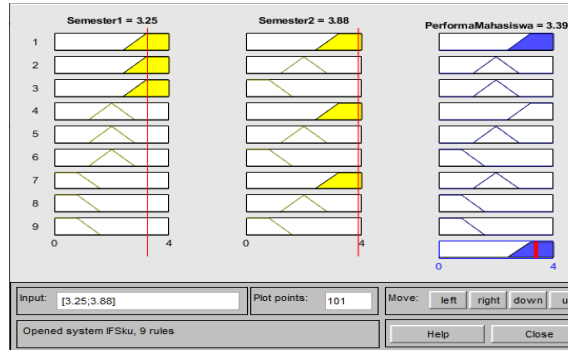 Semester1 = 3.25 Semester2 = 3.88 PerformaMahasiswa = 3.39
1
2
3
4
5
6
7
8
9
0 4 0 4
0 4
Input: [3.25;3.88] Plot points: 101 Move: left right down u
Opened system IFSku, 9 rules Help Close